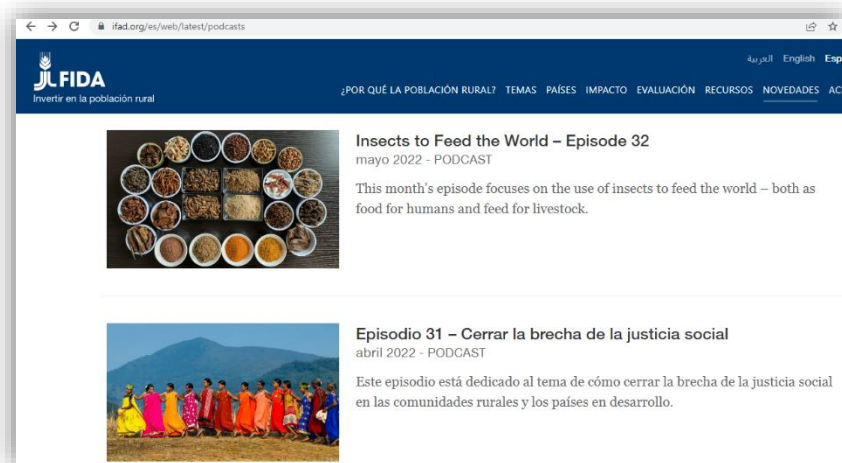 ifad.org/es/web/latest/podcasts
العربية English Esp
FIDA
Invertir en la población rural
¿POR QUÉ LA POBLACIÓN RURAL? TEMAS PAÍSES IMPACTO EVALUACIÓN RECURSOS NOVEDADES AC
Insects to Feed the World – Episode 32
mayo 2022 - PODCAST
This month's episode focuses on the use of insects to feed the world – both as
food for humans and feed for livestock.
Episodio 31 – Cerrar la brecha de la justicia social
abril 2022 - PODCAST
Este episodio está dedicado al tema de cómo cerrar la brecha de la justicia social
en las comunidades rurales y los países en desarrollo.